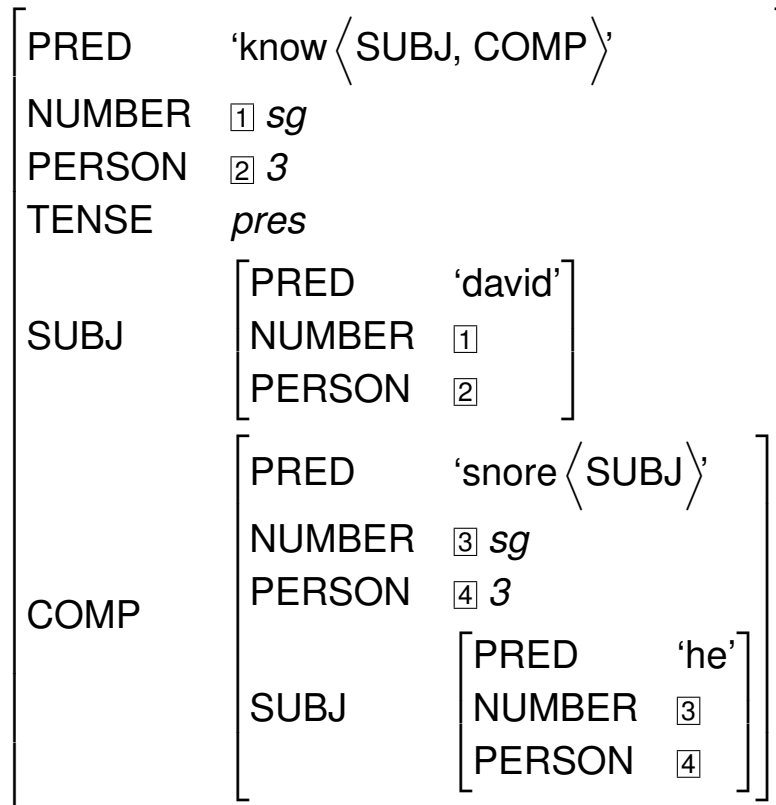 PRED ‘know⟨SUBJ, COMP⟩’
NUMBER 1 sg
PERSON 2 3
TENSE pres
SUBJ PRED ‘david’
NUMBER 1
PERSON 2
COMP PRED ‘snore⟨SUBJ⟩’
NUMBER 3 sg
PERSON 4 3
SUBJ PRED ‘he’
NUMBER 3
PERSON 4